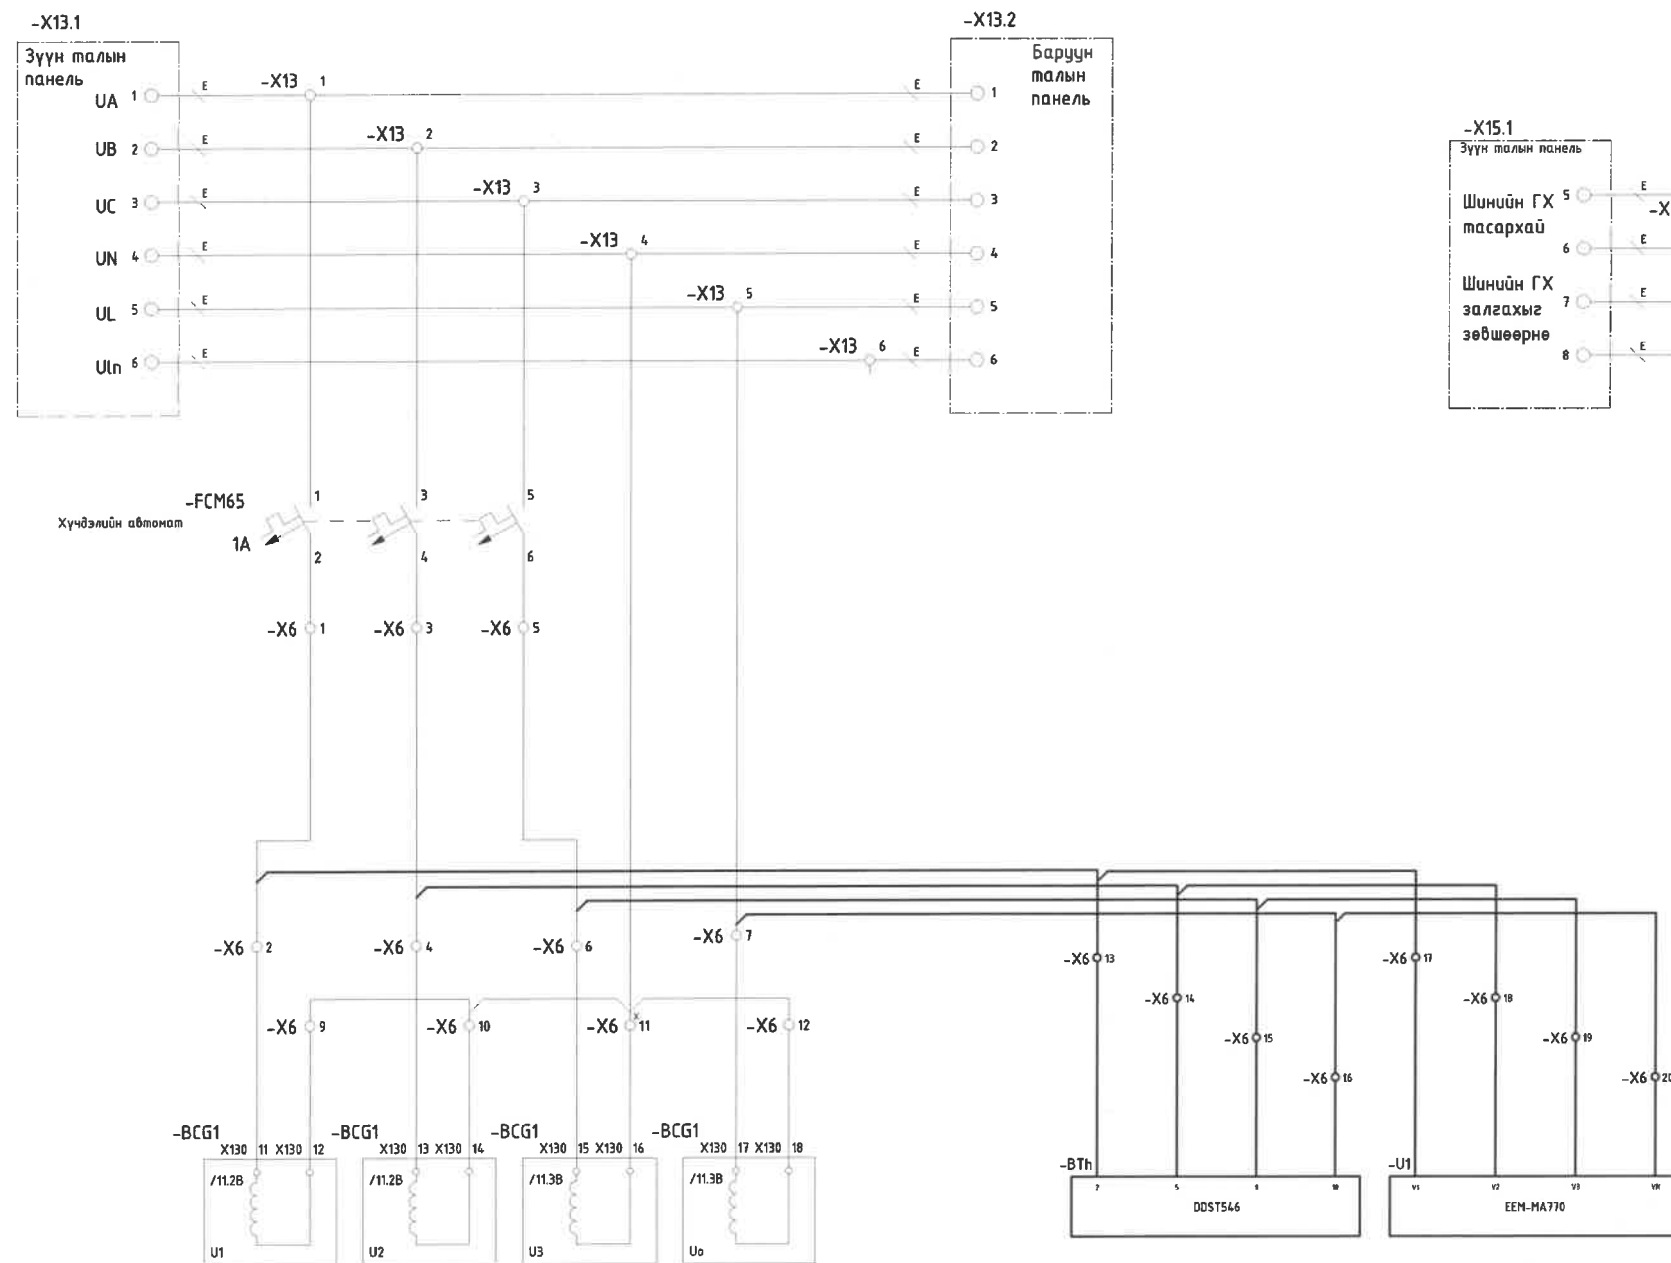 -X13.1
Зүүн талын
панель
UA 1 E -X13 1 E 1
UB 2 E -X13 2 E 2
UC 3 E -X13 3 E 3
UN 4 E -X13 4 E 4
UL 5 E -X13 5 E 5
Uln 6 E -X13 6 E 6
-X13.2
Баруун
талын
панель
-X15.1
Зүүн талын панель
Шинийн ГХ 5 E
тасархай -X
6 E
Шинийн ГХ
залгахыг 7 E
зөвшөөрнө
8 E
-FCM65 1 3 5
Хүчдэлийн автомат
1A 2 4 6
-X6 1 -X6 3 -X6 5
-X6 2 -X6 4 -X6 6 -X6 7
-X6 13 -X6 17
-X6 14 -X6 18
-X6 9 -X6 10 -X6 11 x -X6 12
-X6 15 -X6 19
-X6 16 -X6 20
-BCG1 -BCG1 -BCG1 -BCG1
X130 11 X130 12 X130 13 X130 14 X130 15 X130 16 X130 17 X130 18
/11.2B /11.2B /11.3B /11.3B
U1 U2 U3 Uo
-BTh
DDST546
-U1
V1 V2 V3 VN
EEM-MA770